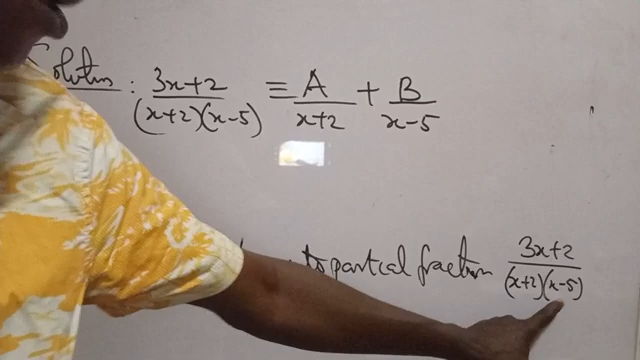 Solution : 3x+2 / (x+2)(x-5) ≡ A / x+2 + B / x-5
to partial fraction 3x+2 / (x+2)(x-5)